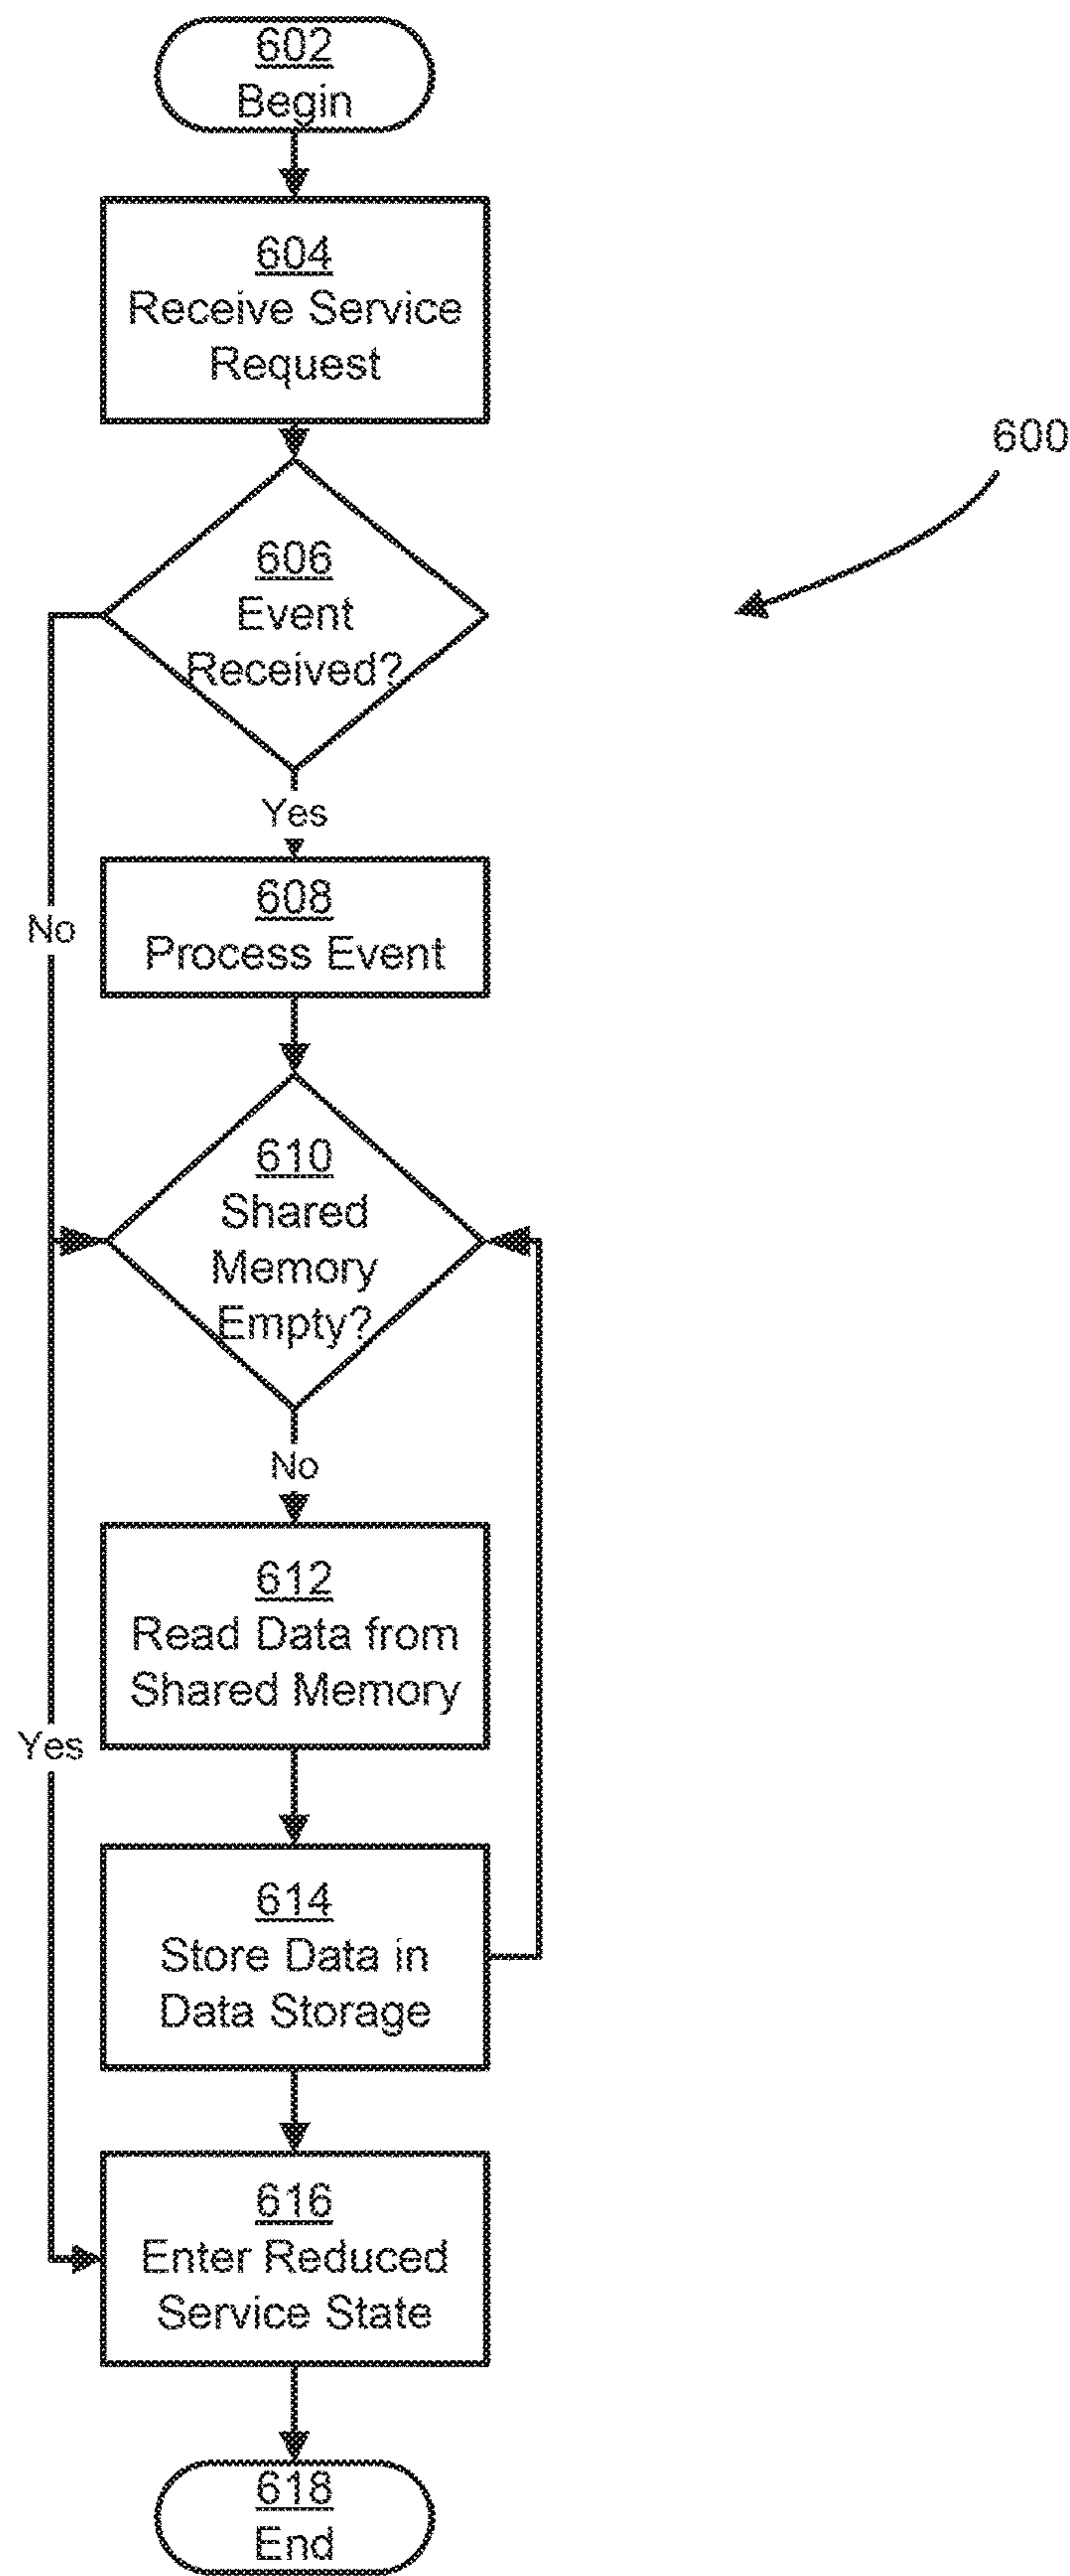 602
Begin
604
Receive Service
Request
600
606
Event
Received?
Yes
608
Process Event
No
610
Shared
Memory
Empty?
No
612
Read Data from
Shared Memory
Yes
614
Store Data in
Data Storage
616
Enter Reduced
Service State
618
End